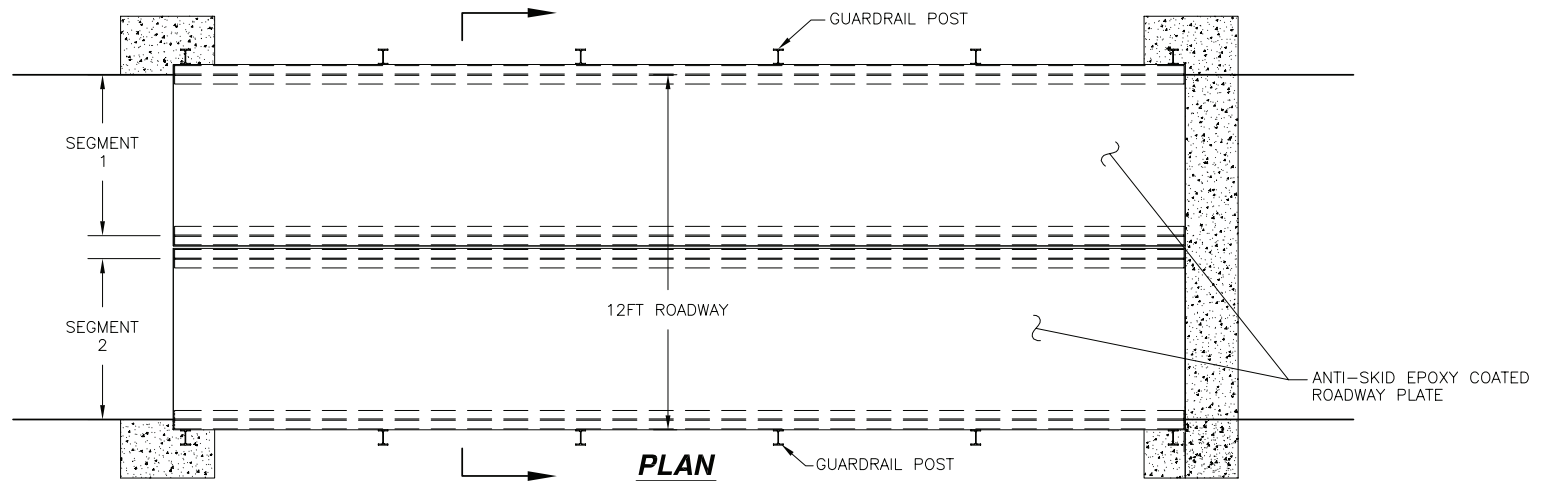 GUARDRAIL POST
SEGMENT
1
12FT ROADWAY
SEGMENT
2
ANTI-SKID EPOXY COATED
ROADWAY PLATE
PLAN
GUARDRAIL POST